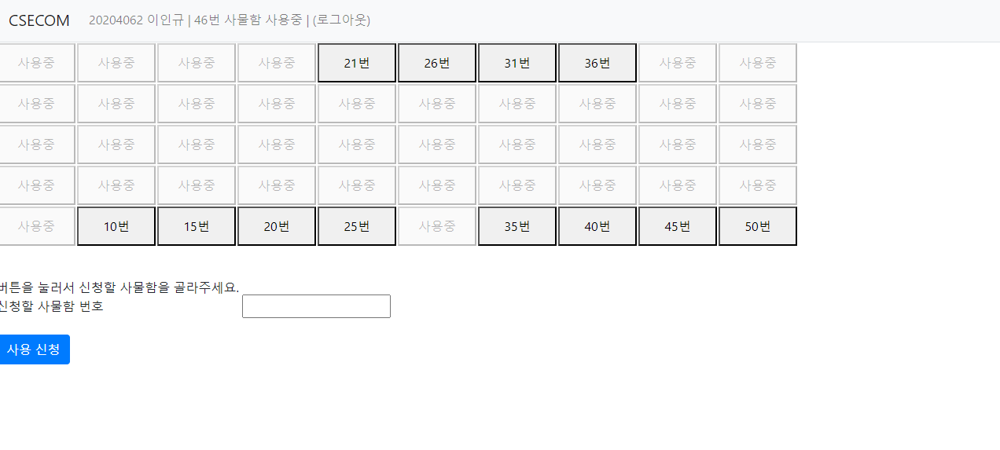 CSECOM 20204062 이인규 | 46번 사물함 사용중 | (로그아웃)
사용중 사용중 사용중 사용중 21번 26번 31번 36번 사용중 사용중
사용중 사용중 사용중 사용중 사용중 사용중 사용중 사용중 사용중 사용중
사용중 사용중 사용중 사용중 사용중 사용중 사용중 사용중 사용중 사용중
사용중 사용중 사용중 사용중 사용중 사용중 사용중 사용중 사용중 사용중
사용중 10번 15번 20번 25번 사용중 35번 40번 45번 50번
버튼을 눌러서 신청할 사물함을 골라주세요.
신청할 사물함 번호
사용 신청